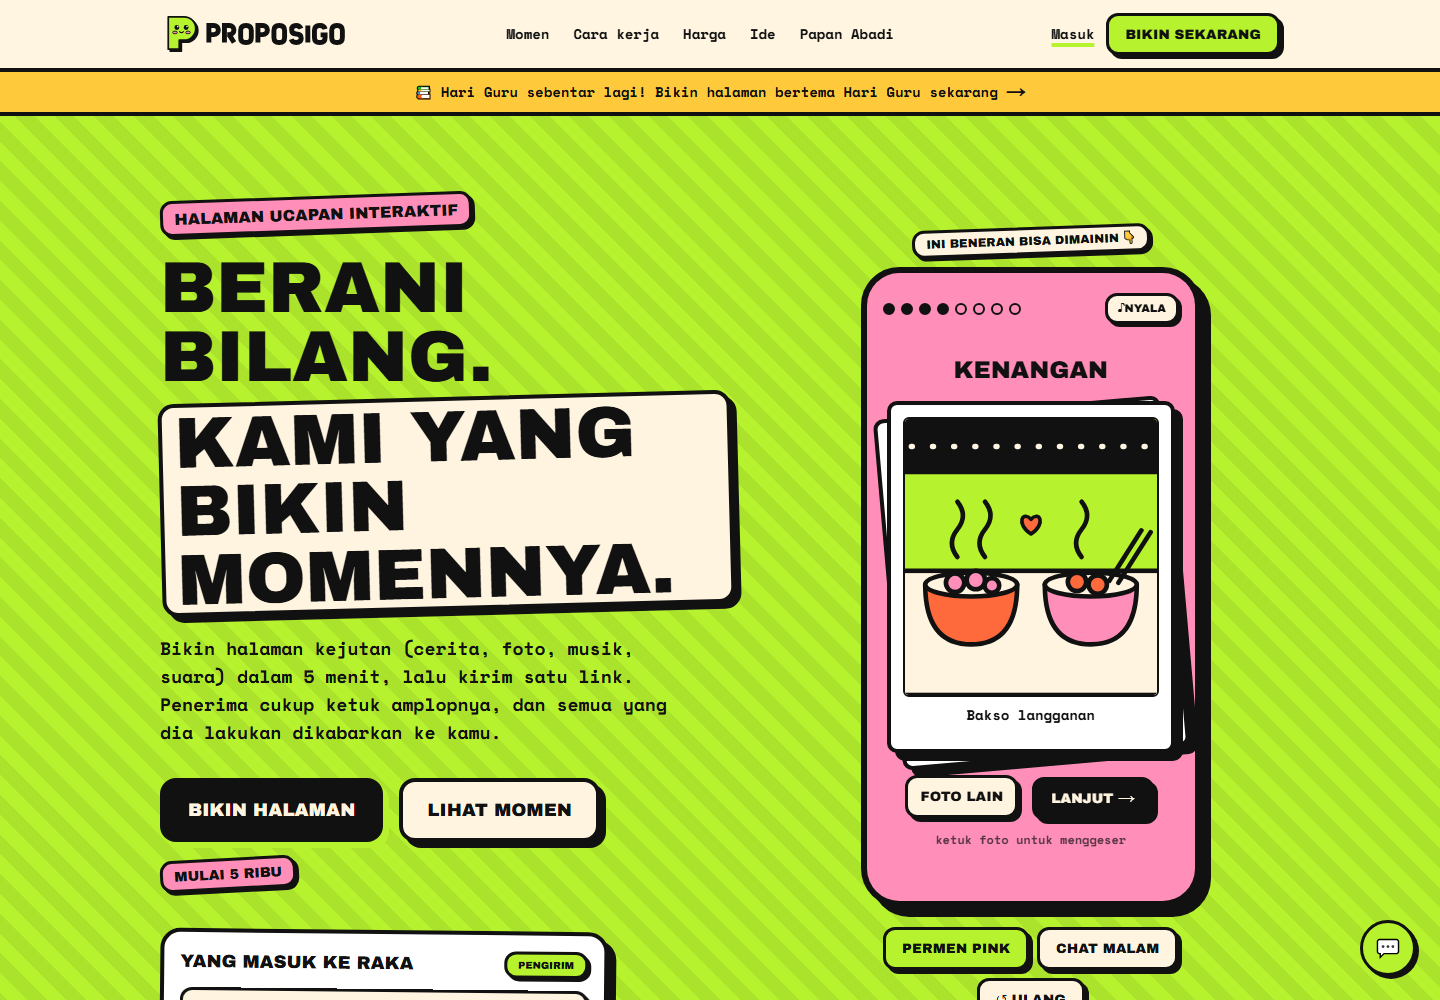 PROPOSIGO
Momen Cara kerja Harga Ide Papan Abadi
Masuk
BIKIN SEKARANG
Hari Guru sebentar lagi! Bikin halaman bertema Hari Guru sekarang →
HALAMAN UCAPAN INTERAKTIF
BERANI
BILANG.
KAMI YANG
BIKIN
MOMENNYA.
Bikin halaman kejutan (cerita, foto, musik,
suara) dalam 5 menit, lalu kirim satu link.
Penerima cukup ketuk amplopnya, dan semua yang
dia lakukan dikabarkan ke kamu.
BIKIN HALAMAN
LIHAT MOMEN
MULAI 5 RIBU
YANG MASUK KE RAKA
PENGIRIM
INI BENERAN BISA DIMAININ 👇
♪NYALA
KENANGAN
Bakso langganan
FOTO LAIN
LANJUT →
ketuk foto untuk menggeser
PERMEN PINK
CHAT MALAM
↺ ULANG